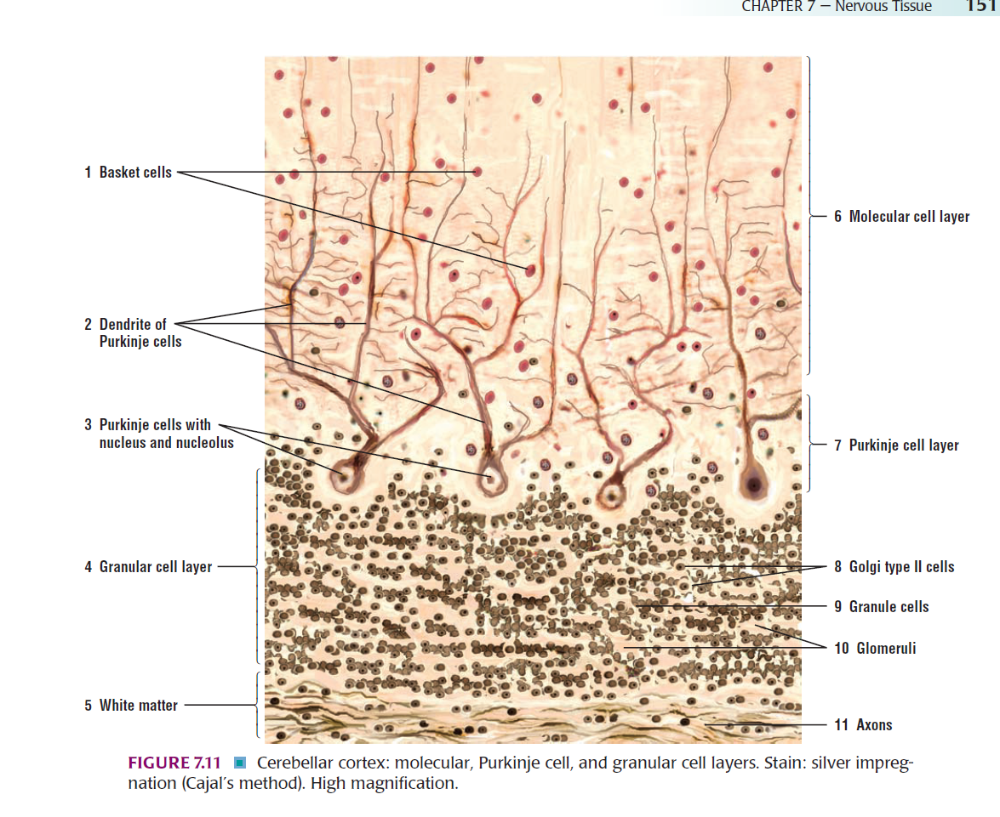 CHAPTER 7 — Nervous Tissue 151
1 Basket cells
2 Dendrite of
Purkinje cells
3 Purkinje cells with
nucleus and nucleolus
4 Granular cell layer
5 White matter
6 Molecular cell layer
7 Purkinje cell layer
8 Golgi type II cells
9 Granule cells
10 Glomeruli
11 Axons
FIGURE 7.11 Cerebellar cortex: molecular, Purkinje cell, and granular cell layers. Stain: silver impreg-
nation (Cajal's method). High magnification.